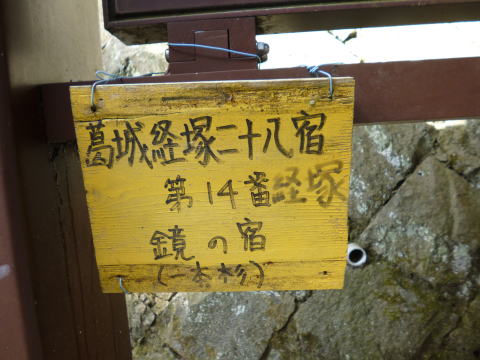 葛城経塚二十八宿
第14番経塚
鏡の宿
(一本杉)